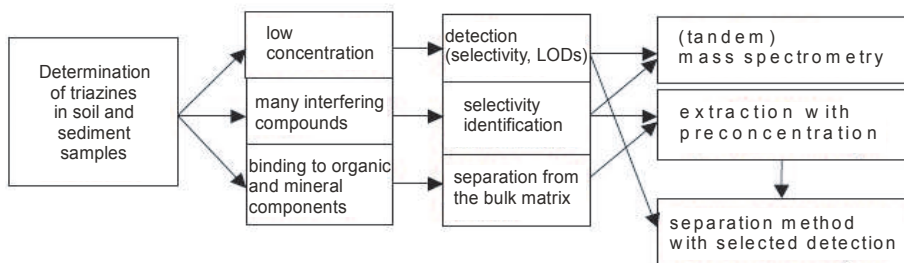 Determination
of triazines
in soil and
sediment
samples
low
concentration
many interfering
compounds
binding to organic
and mineral
components
detection
(selectivity, LODs)
selectivity
identification
separation from
the bulk matrix
(tandem)
mass spectrometry
extraction with
preconcentration
separation method
with selected detection